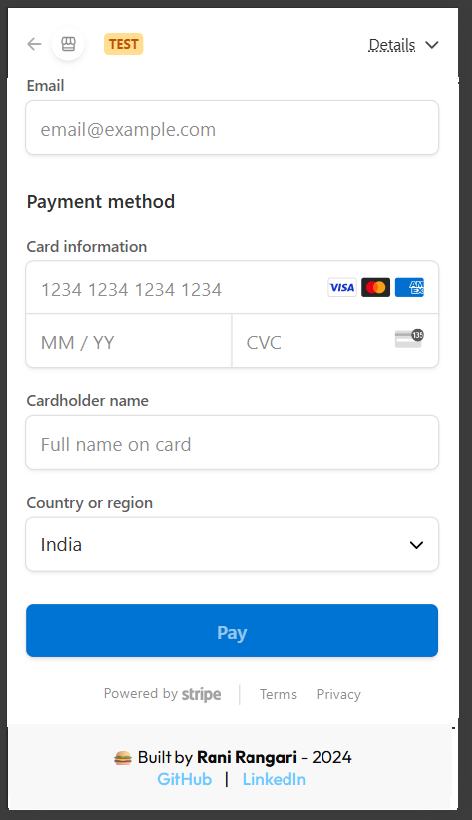 TEST
Details
Email
email@example.com
Payment method
Card information
1234 1234 1234 1234 VISA AMEX
MM / YY CVC 135
Cardholder name
Full name on card
Country or region
India
Pay
Powered by stripe Terms Privacy
Built by Rani Rangari - 2024
GitHub | LinkedIn